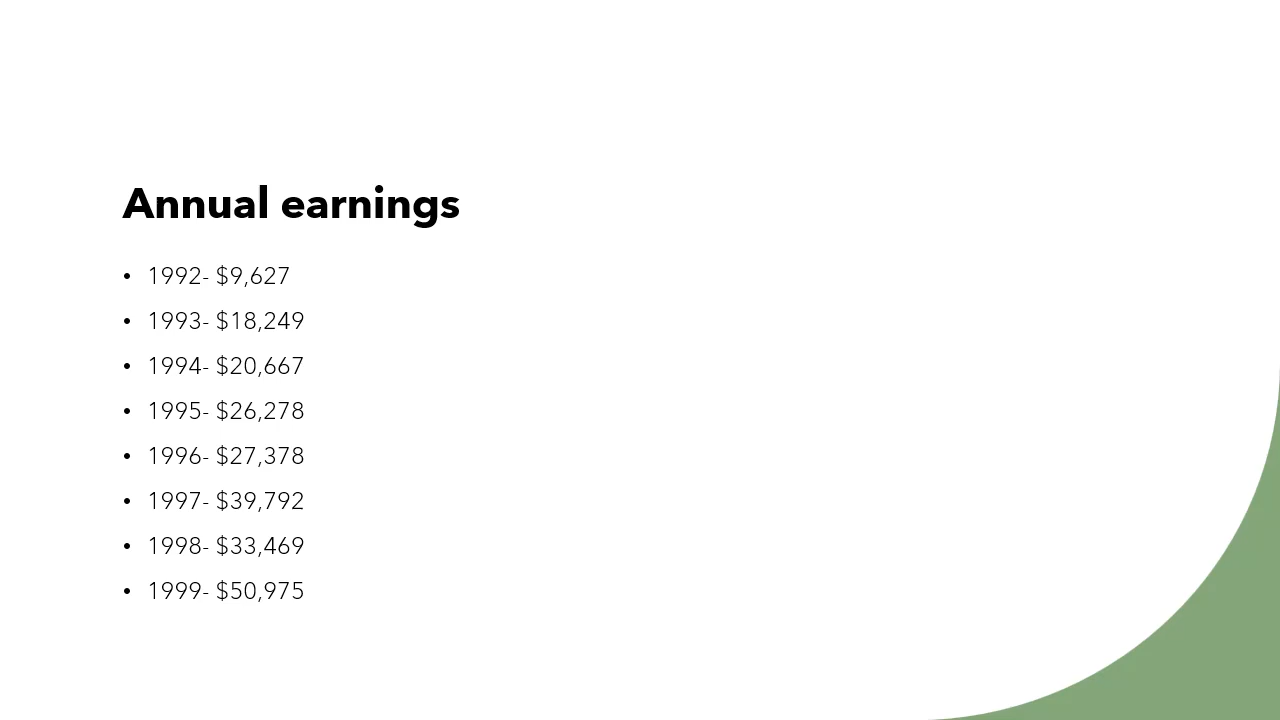 Annual earnings
• 1992- $9,627
• 1993- $18,249
• 1994- $20,667
• 1995- $26,278
• 1996- $27,378
• 1997- $39,792
• 1998- $33,469
• 1999- $50,975